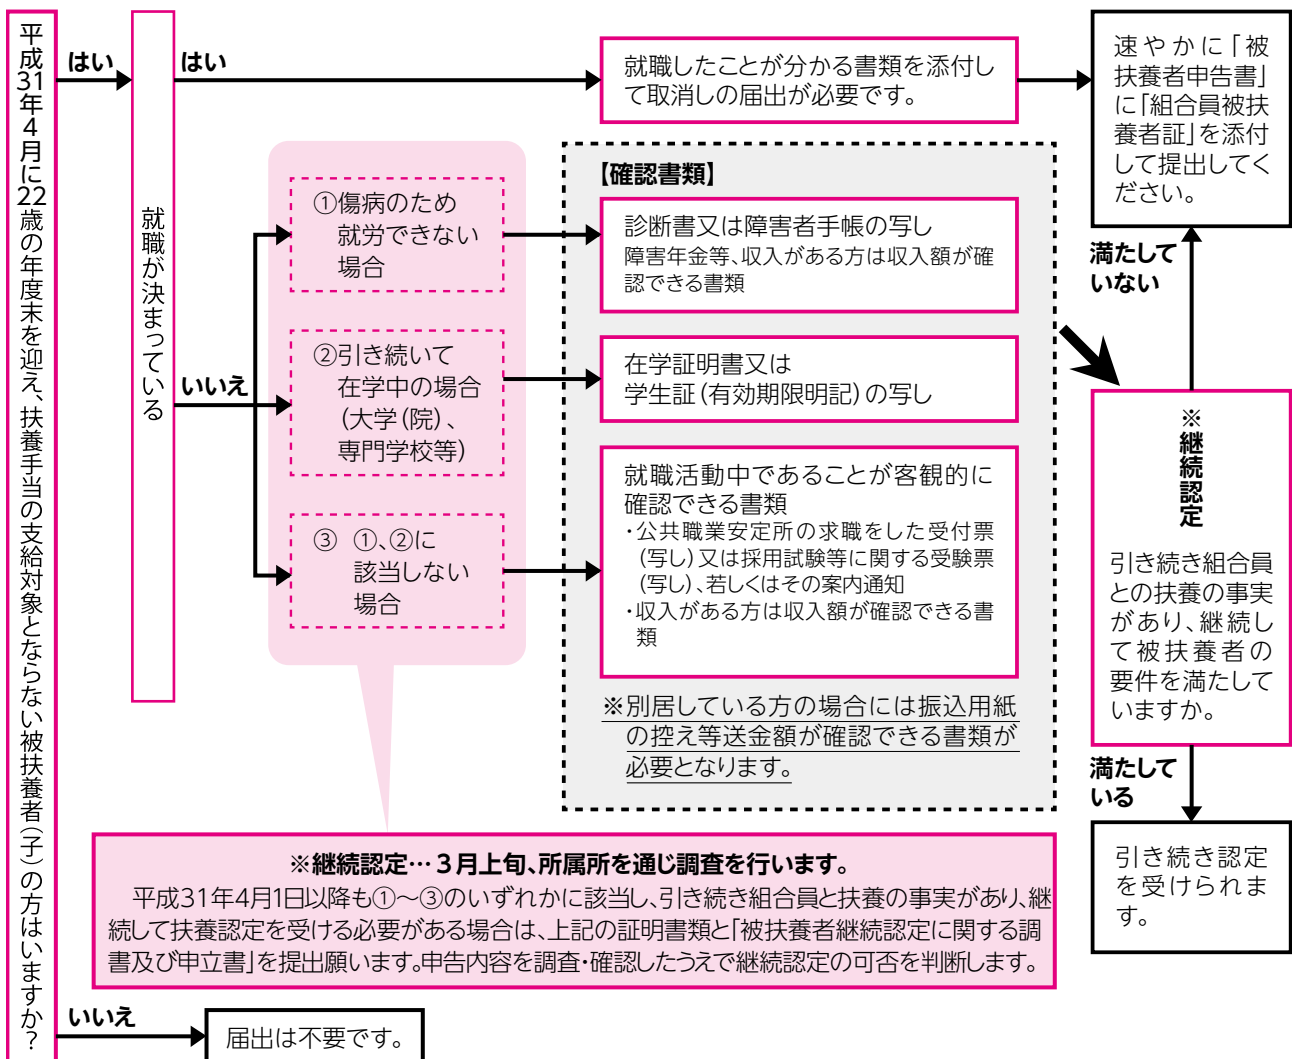 平成31年4月に22歳の年度末を迎え、扶養手当の支給対象とならない被扶養者(子)の方はいますか?
はい
就職が決まっている
はい
就職したことが分かる書類を添付し
て取消しの届出が必要です。
速やかに「被
扶養者申告書」
に「組合員被扶
養者証」を添付
して提出してく
ださい。
いいえ
①傷病のため
就労できない
場合
②引き続いて
在学中の場合
(大学(院)、
専門学校等)
③ ①、②に
該当しない
場合
【確認書類】
診断書又は障害者手帳の写し
障害年金等、収入がある方は収入額が確
認できる書類
在学証明書又は
学生証(有効期限明記)の写し
就職活動中であることが客観的に
確認できる書類
・公共職業安定所の求職をした受付票
(写し)又は採用試験等に関する受験票
(写し)、若しくはその案内通知
・収入がある方は収入額が確認できる書
類
※別居している方の場合には振込用紙
の控え等送金額が確認できる書類が
必要となります。
満たして
いない
※継続認定
引き続き組合員
との扶養の事実
があり、継続し
て被扶養者の
要件を満たして
いますか。
満たして
いる
引き続き認定
を受けられま
す。
※継続認定…3月上旬、所属所を通じ調査を行います。
平成31年4月1日以降も①～③のいずれかに該当し、引き続き組合員と扶養の事実があり、継
続して扶養認定を受ける必要がある場合は、上記の証明書類と「被扶養者継続認定に関する調
書及び申立書」を提出願います。申告内容を調査・確認したうえで継続認定の可否を判断します。
いいえ
届出は不要です。